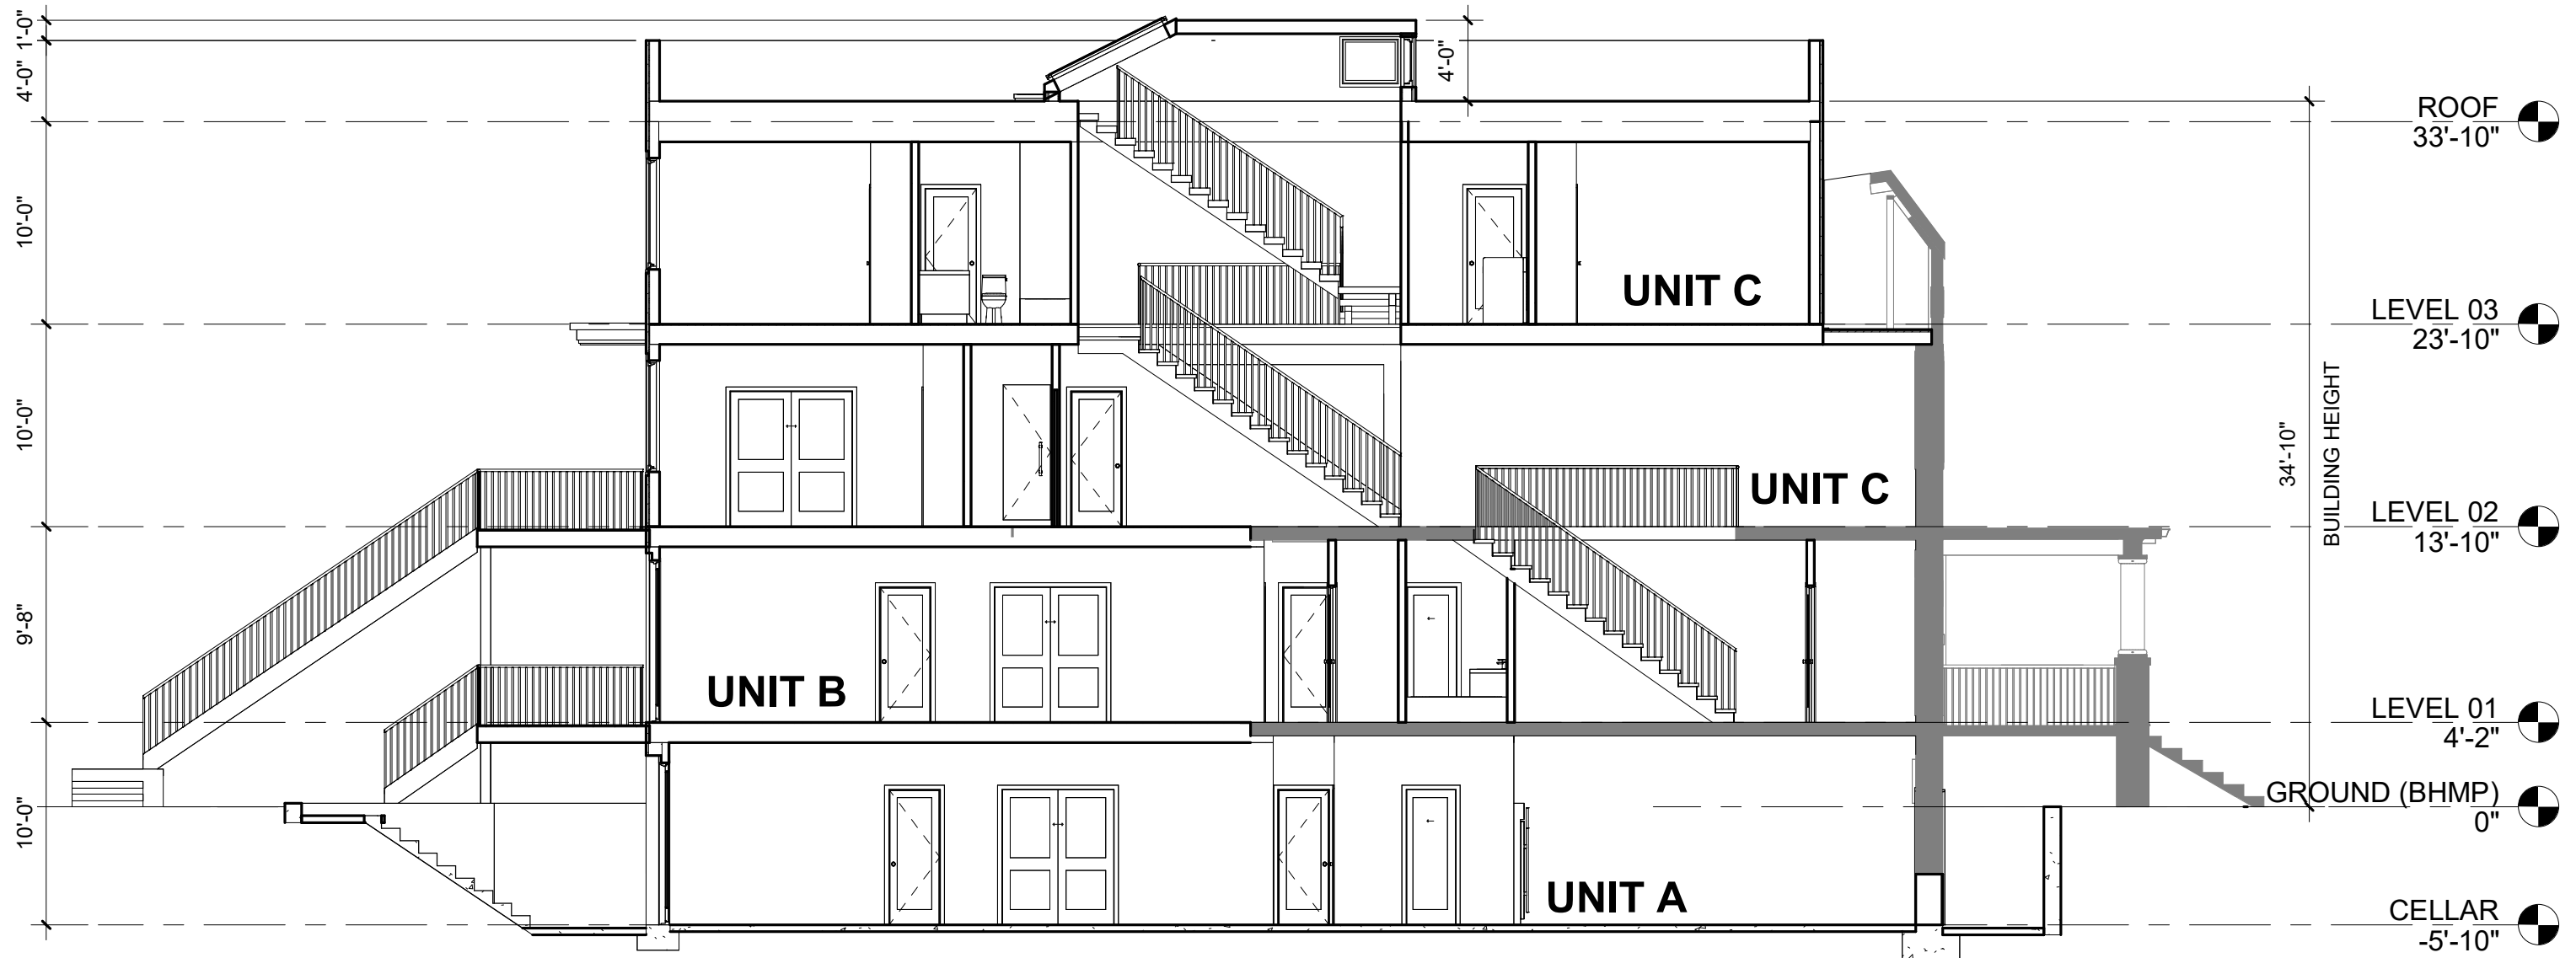 1'-0"
4'-0"
10'-0"
10'-0"
9'-8"
10'-0"
4'-0"
UNIT C
UNIT C
UNIT B
UNIT A
34'-10"
BUILDING HEIGHT
ROOF
33'-10"
LEVEL 03
23'-10"
LEVEL 02
13'-10"
LEVEL 01
4'-2"
GROUND (BHMP)
0"
CELLAR
-5'-10"